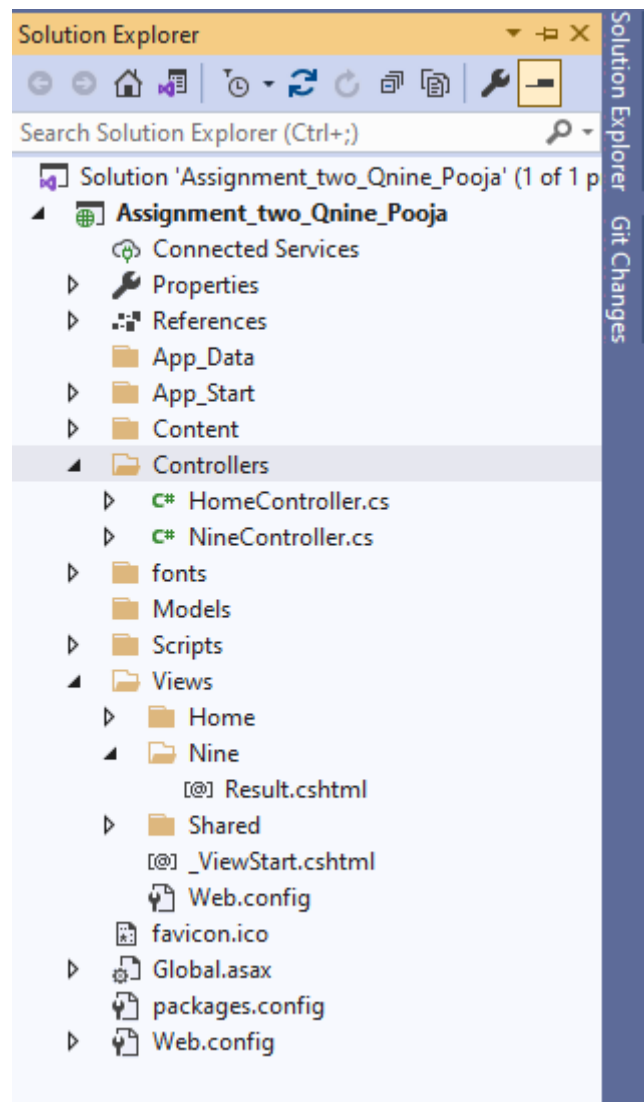 Solution Explorer
Search Solution Explorer (Ctrl+;)
Solution 'Assignment_two_Qnine_Pooja' (1 of 1 p
Assignment_two_Qnine_Pooja
Connected Services
Properties
References
App_Data
App_Start
Content
Controllers
C# HomeController.cs
C# NineController.cs
fonts
Models
Scripts
Views
Home
Nine
[@] Result.cshtml
Shared
[@] _ViewStart.cshtml
Web.config
favicon.ico
Global.asax
packages.config
Web.config
Solution Explorer
Git Changes